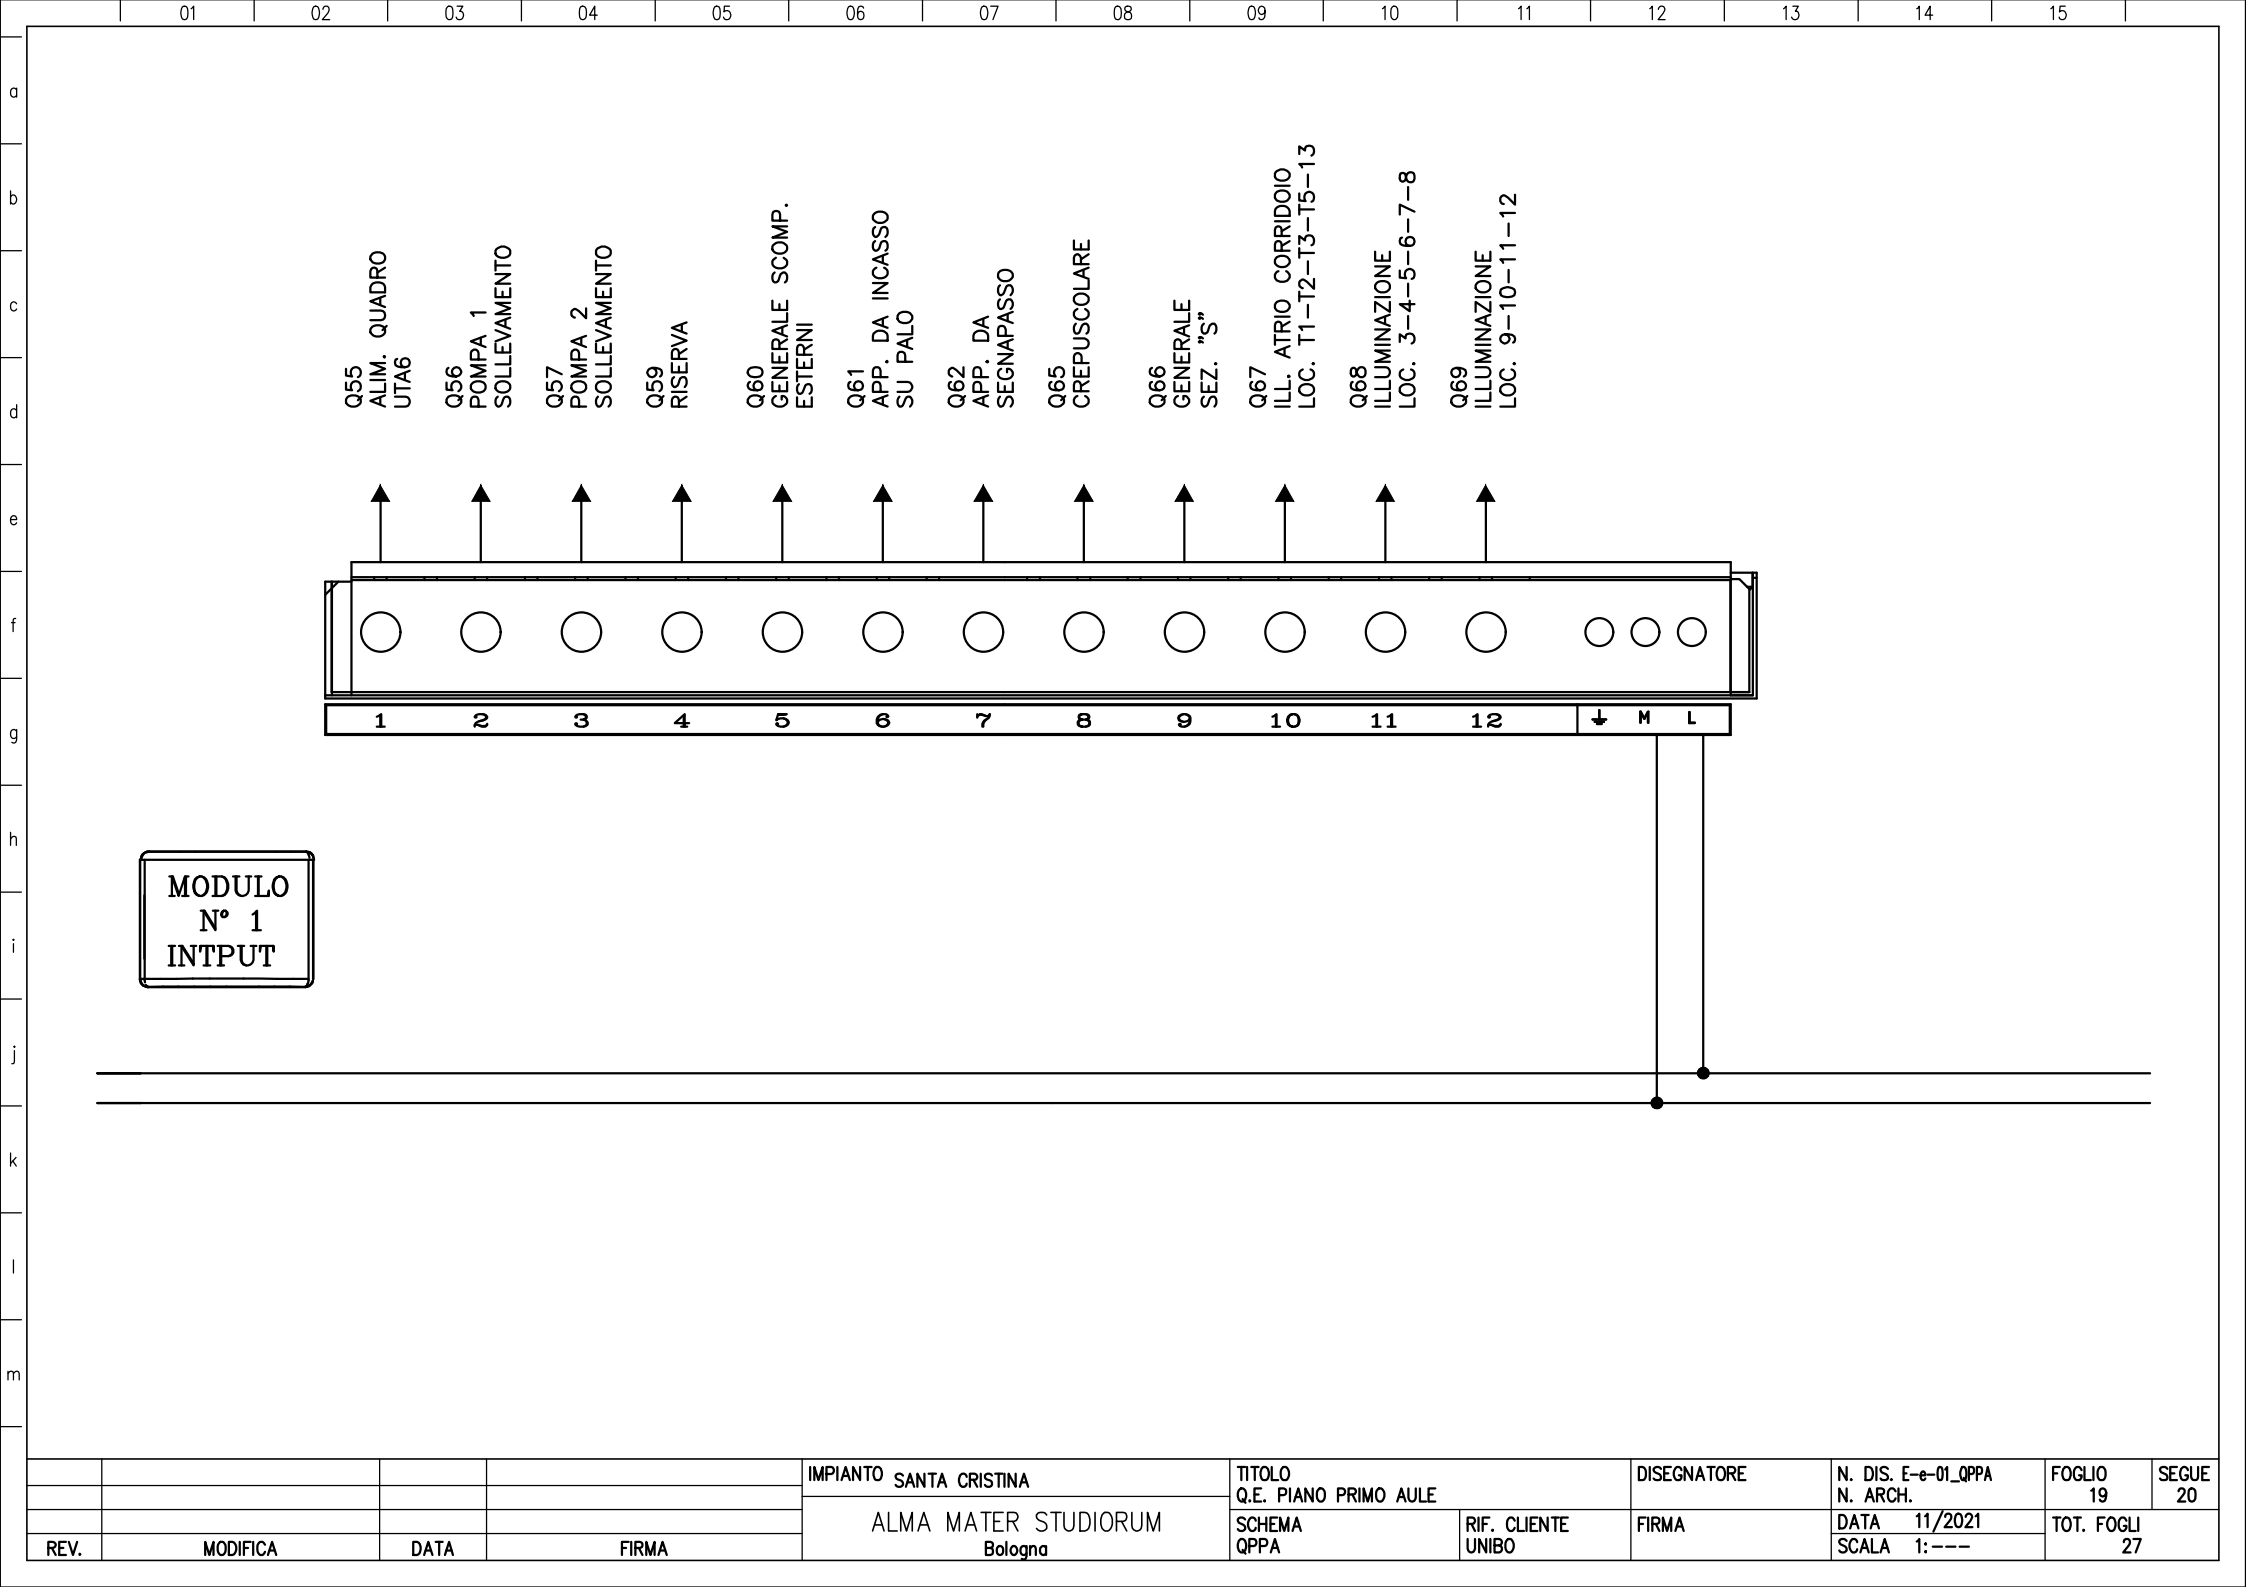 01 02 03 04 05 06 07 08 09 10 11 12 13 14 15
a
b
c
d
e
f
g
h
i
j
k
l
m
Q55
ALIM. QUADRO
UTA6
Q56
POMPA 1
SOLLEVAMENTO
Q57
POMPA 2
SOLLEVAMENTO
Q59
RISERVA
Q60
GENERALE SCOMP.
ESTERNI
Q61
APP. DA INCASSO
SU PALO
Q62
APP. DA
SEGNAPASSO
Q65
CREPUSCOLARE
Q66
GENERALE
SEZ. "S"
Q67
ILL. ATRIO CORRIDOIO
LOC. T1-T2-T3-T5-13
Q68
ILLUMINAZIONE
LOC. 3-4-5-6-7-8
Q69
ILLUMINAZIONE
LOC. 9-10-11-12
1 2 3 4 5 6 7 8 9 10 11 12 M L
MODULO
N° 1
INTPUT
REV. MODIFICA DATA FIRMA
IMPIANTO SANTA CRISTINA
ALMA MATER STUDIORUM
Bologna
TITOLO
Q.E. PIANO PRIMO AULE
SCHEMA
QPPA
RIF. CLIENTE
UNIBO
DISEGNATORE
FIRMA
N. DIS. E-e-01_QPPA
N. ARCH.
DATA 11/2021
SCALA 1:---
FOGLIO
19
SEGUE
20
TOT. FOGLI
27